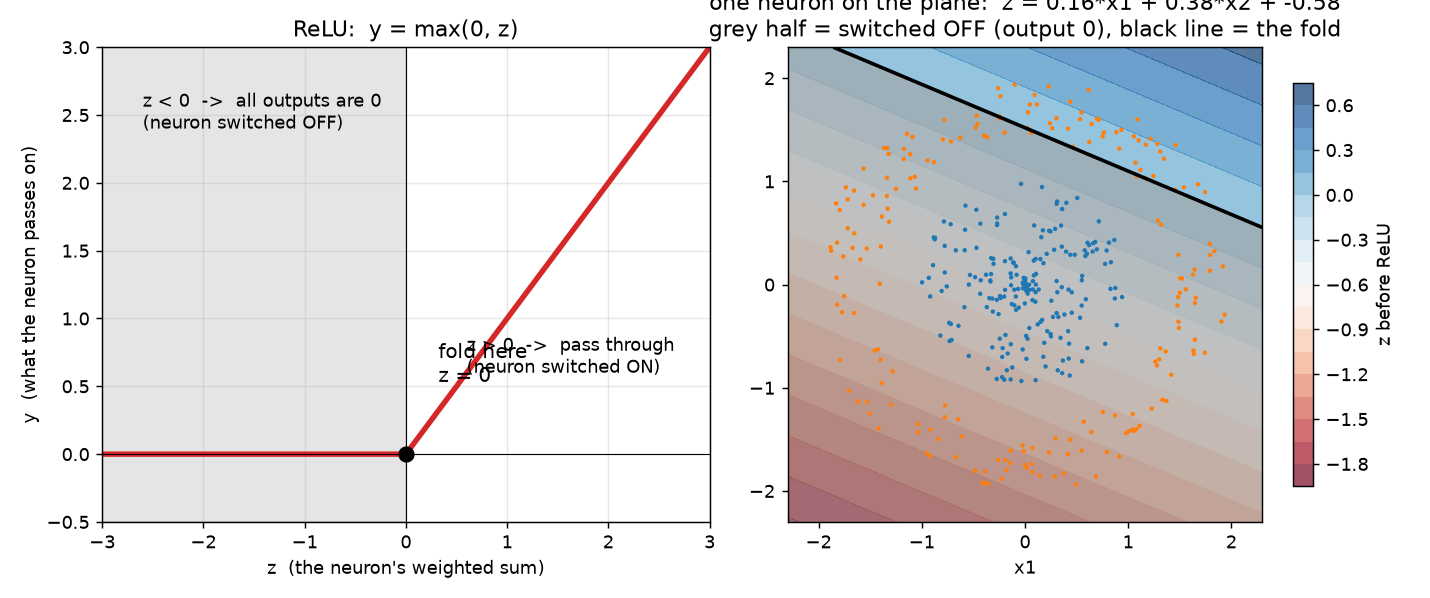 ReLU:  y = max(0, z)
z < 0  ->  all outputs are 0
(neuron switched OFF)
z > 0  ->  pass through
(neuron switched ON)
fold here
z = 0
3.0
2.5
2.0
1.5
1.0
0.5
0.0
−0.5
−3
−2
−1
0
1
2
3
y  (what the neuron passes on)
z  (the neuron's weighted sum)
one neuron on the plane:  z = 0.16*x1 + 0.38*x2 + -0.58
grey half = switched OFF (output 0), black line = the fold
2
1
0
−1
−2
−2
−1
0
1
2
x1
0.6
0.3
0.0
−0.3
−0.6
−0.9
−1.2
−1.5
−1.8
z before ReLU